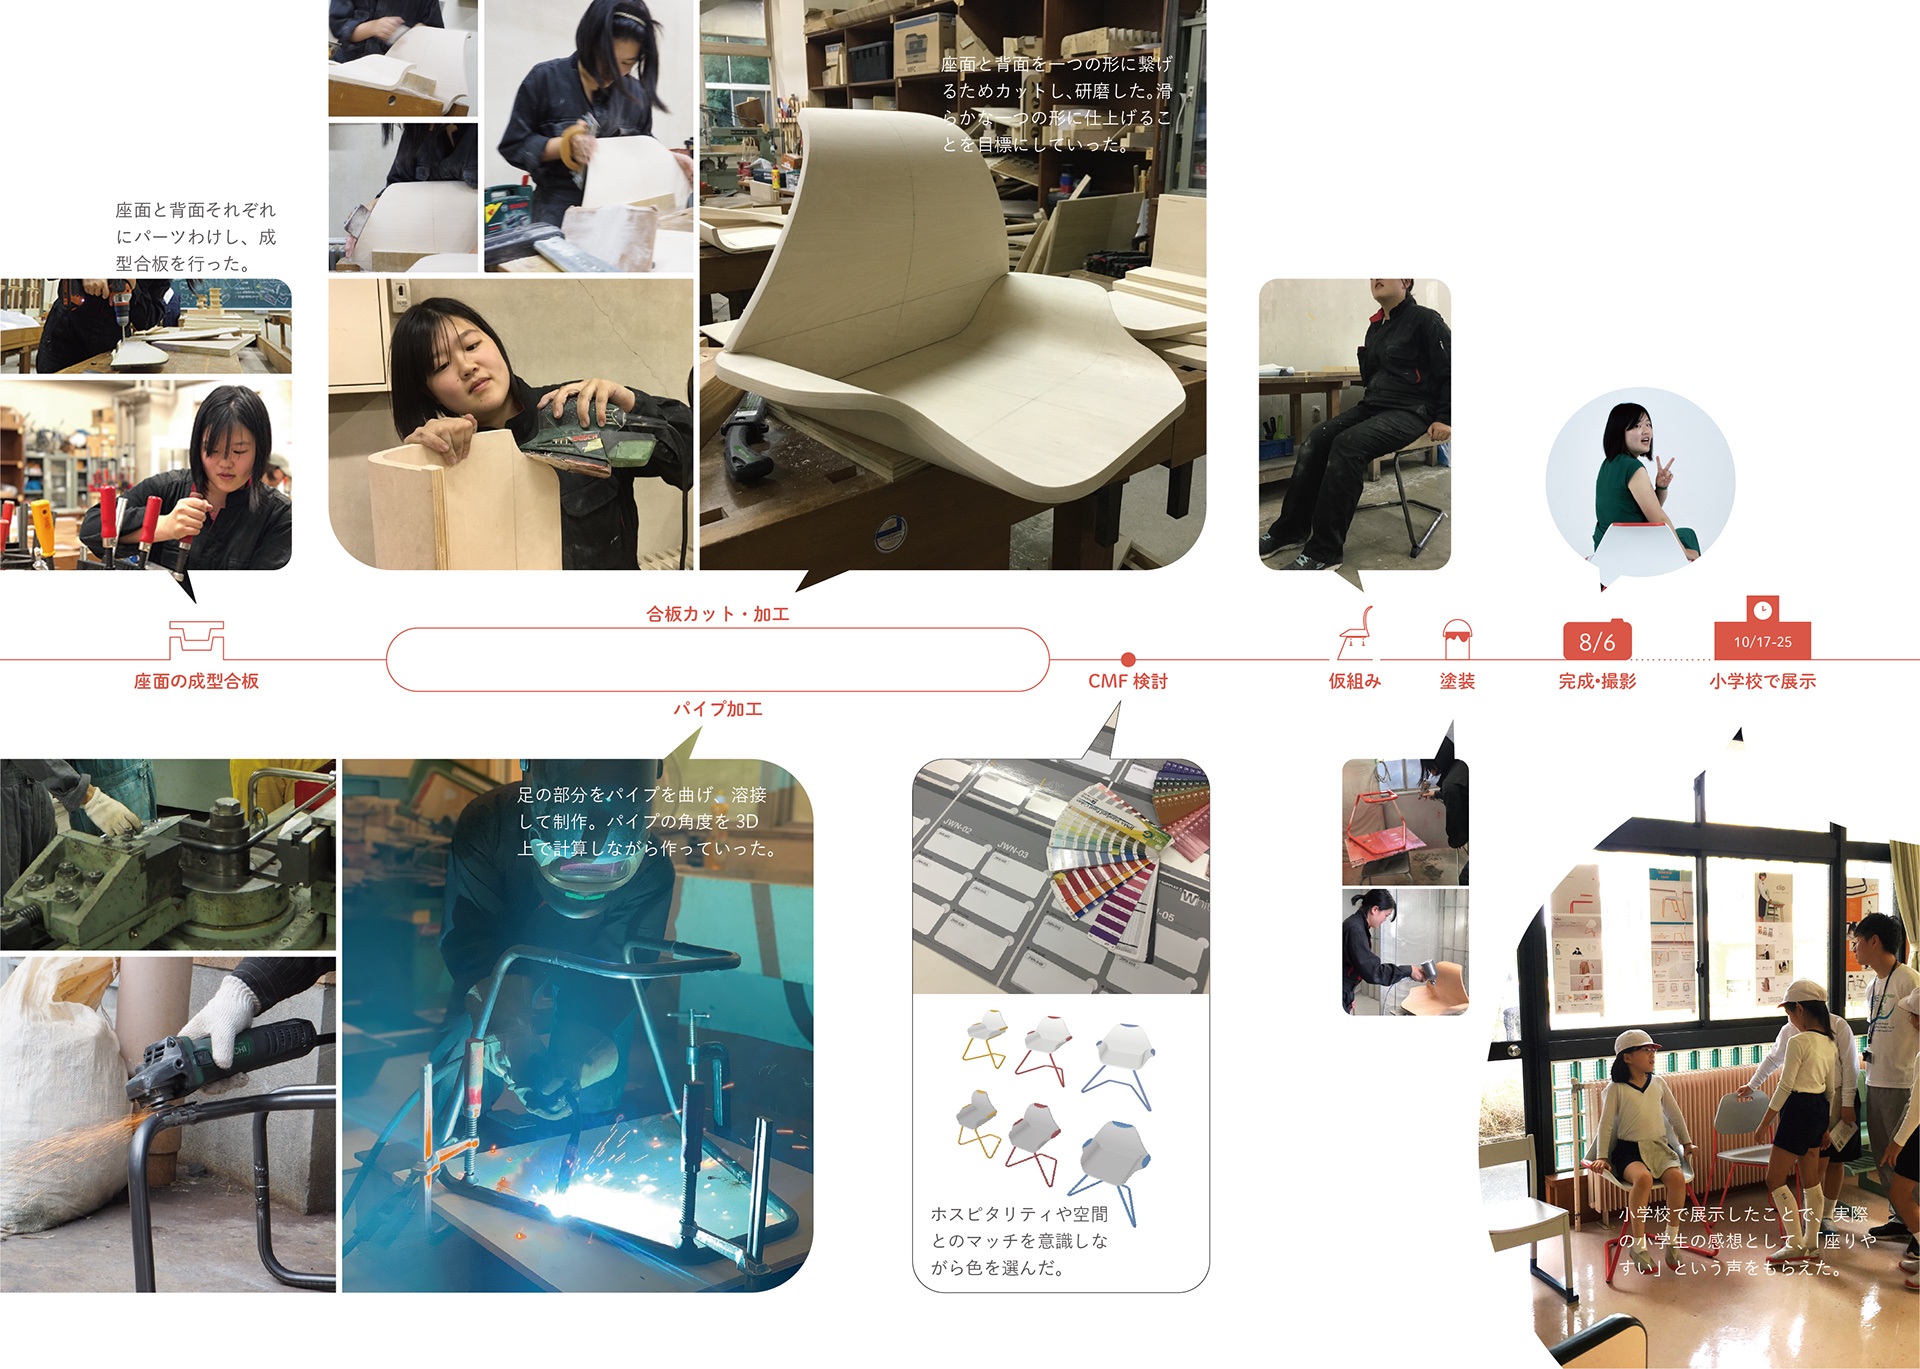 座面と背面を一つの形に繋げ
るためカットし、研磨した。滑
らかな一つの形に仕上げるこ
とを目標にしていった。
座面と背面それぞれ
にパーツわけし、成
型合板を行った。
合板カット・加工
座面の成型合板
パイプ加工
CMF 検討
仮組み
塗装
8/6
完成・撮影
10/17-25
小学校で展示
足の部分をパイプを曲げ、溶接
して制作。パイプの角度を 3D
上で計算しながら作っていった。
JWN-02
JWN-03
ホスピタリティや空間
とのマッチを意識しな
がら色を選んだ。
小学校で展示したことで、実際
の小学生の感想として、「座りや
すい」という声をもらえた。